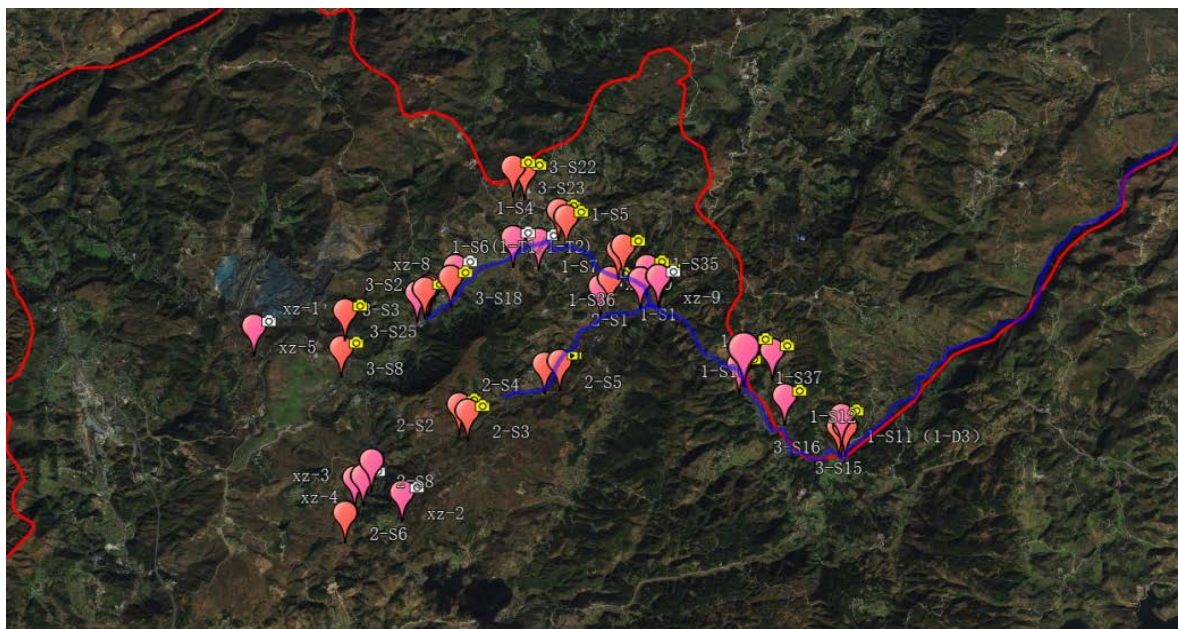 3-S22
3-S23
1-S4
1-S5
1-S6(1-T1)
1-T2)
xz-8
1-S7
1-S35
3-S2
3-S18
1-S36
xz-9
xz-1
3-S3
2-S1
1-S1
3-S25
xz-5
3-S8
2-S4
2-S5
1-S37
1-S12
2-S2
2-S3
3-S16
1-S11 (1-D3)
3-S15
xz-3
2-S8
xz-4
xz-2
2-S6